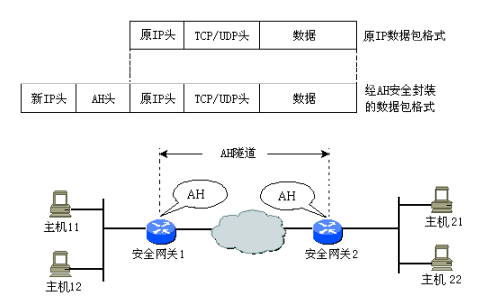 原IP头 TCP/UDP头 数据 原IP数据包格式
新IP头 AH头 原IP头 TCP/UDP头 数据 经AH安全封装
的数据包格式
AH隧道
AH AH
主机11 主机21
安全网关1 安全网关2
主机12 主机 22